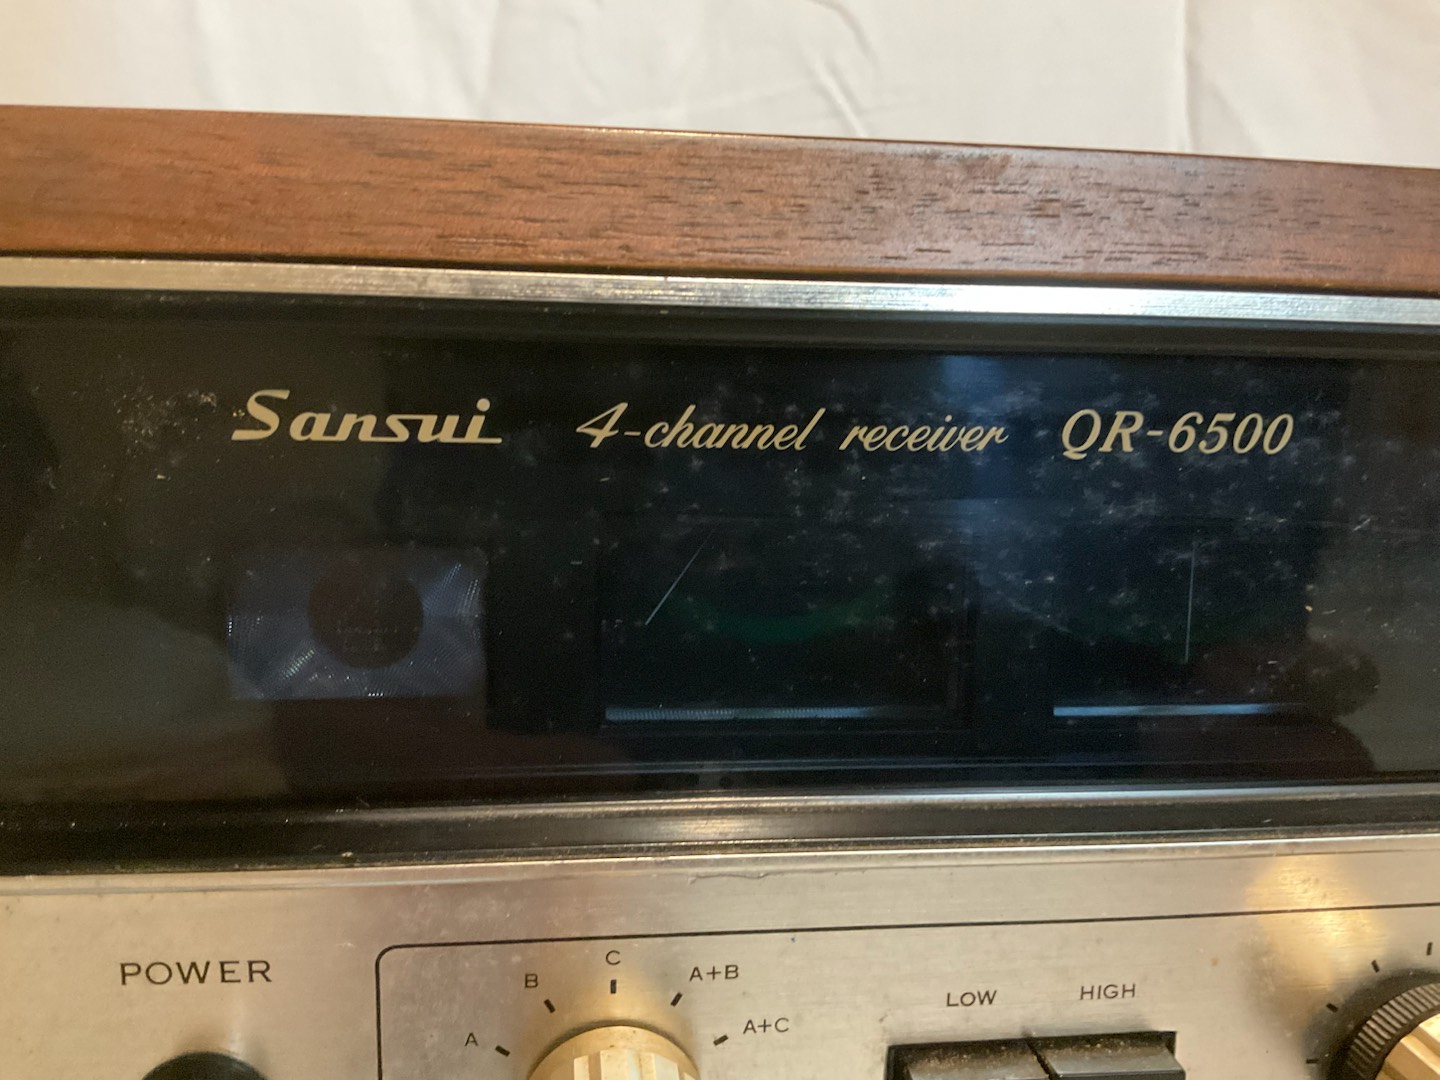 Sansui 4-channel receiver QR-6500
POWER
A
B
C
A+B
A+C
LOW
HIGH